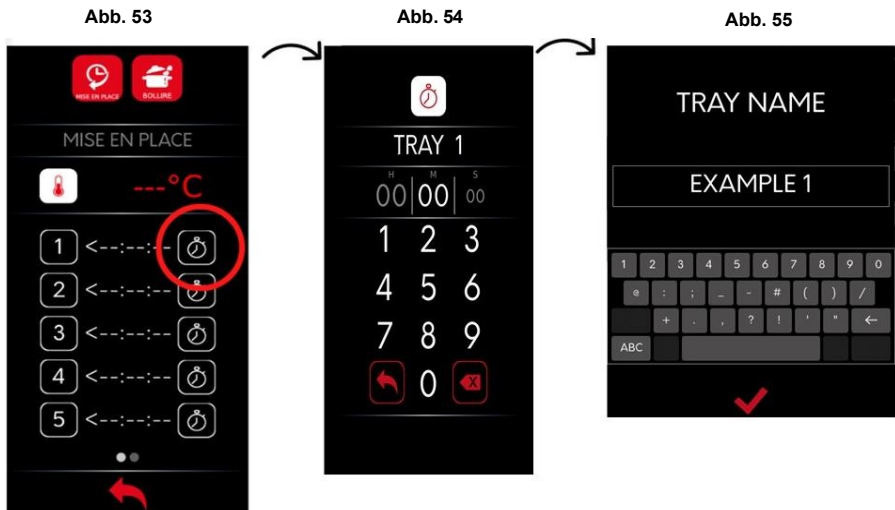 Abb. 53
MISE EN PLACE
BOLLIRE
MISE EN PLACE
---°C
1 <--:--:--
2 <--:--:--
3 <--:--:--
4 <--:--:--
5 <--:--:--
Abb. 54
TRAY 1
H M S
00 00 00
1 2 3
4 5 6
7 8 9
0
Abb. 55
TRAY NAME
EXAMPLE 1
1 2 3 4 5 6 7 8 9 0
@ : ; _ - # ( ) /
+ . , ? ! ' "
ABC